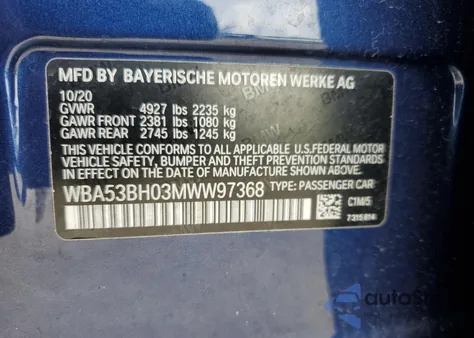 MFD BY BAYERISCHE MOTOREN WERKE AG
10/20
GVWR 4927 lbs 2235 kg
GAWR FRONT 2381 lbs 1080 kg
GAWR REAR 2745 lbs 1245 kg
THIS VEHICLE CONFORMS TO ALL APPLICABLE U.S.FEDERAL MOTOR
VEHICLE SAFETY, BUMPER AND THEFT PREVENTION STANDARDS
IN EFFECT ON THE DATE OF MANUFACTURE SHOWN ABOVE.
WBA53BH03MWW97368 TYPE: PASSENGER CAR
C1M/5
7315814